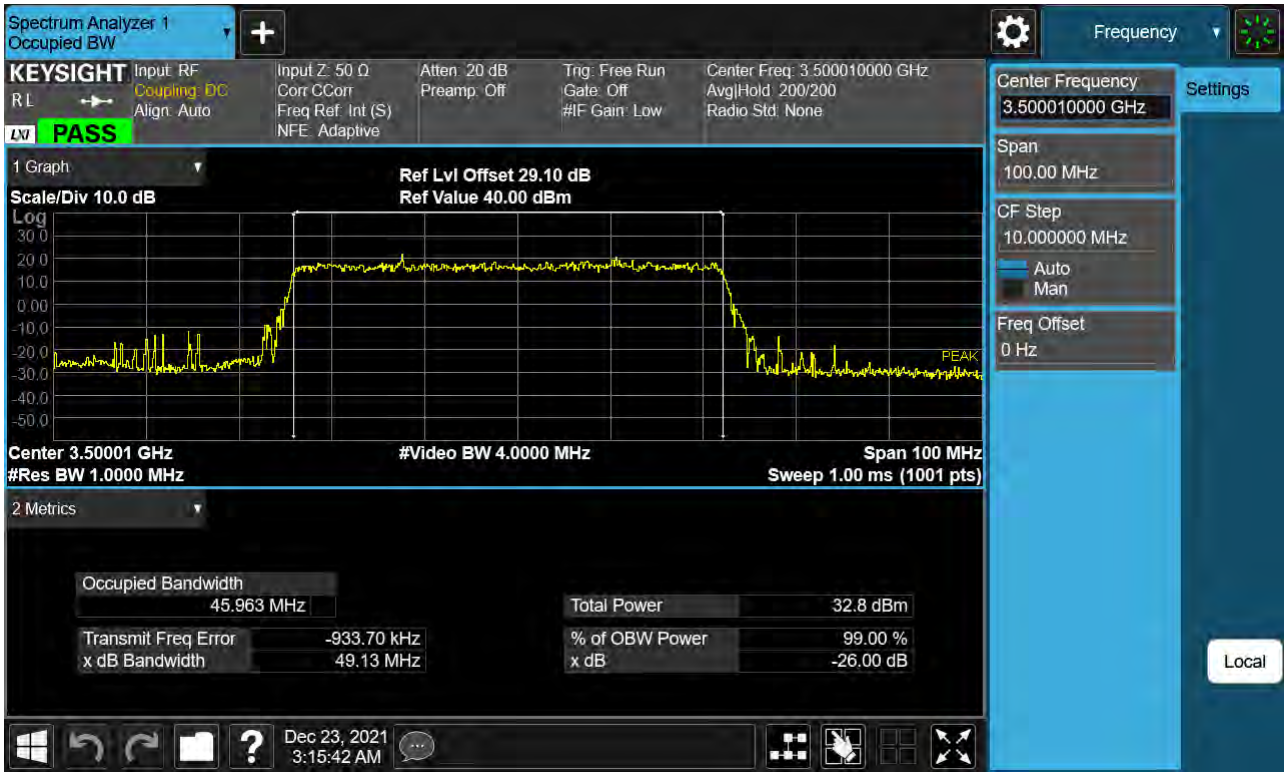 Spectrum Analyzer 1
Occupied BW
+
Frequency
KEYSIGHT
RL
LXI
PASS
Input: RF
Coupling: DC
Align: Auto
Input Z: 50 Ω
Corr CCorr
Freq Ref: Int (S)
NFE: Adaptive
Atten: 20 dB
Preamp: Off
Trig: Free Run
Gate: Off
#IF Gain: Low
Center Freq: 3.500010000 GHz
Avg|Hold: 200/200
Radio Std: None
Center Frequency
3.500010000 GHz
Settings
Span
100.00 MHz
CF Step
10.000000 MHz
Auto
Man
Freq Offset
0 Hz
Local
1 Graph
Scale/Div 10.0 dB
Ref Lvl Offset 29.10 dB
Ref Value 40.00 dBm
Log
30.0
20.0
10.0
0.00
-10.0
-20.0
-30.0
-40.0
-50.0
PEAK
Center 3.50001 GHz
#Video BW 4.0000 MHz
Span 100 MHz
#Res BW 1.0000 MHz
Sweep 1.00 ms (1001 pts)
2 Metrics
Occupied Bandwidth
45.963 MHz
Total Power 32.8 dBm
Transmit Freq Error -933.70 kHz
% of OBW Power 99.00 %
x dB Bandwidth 49.13 MHz
x dB -26.00 dB
?
Dec 23, 2021
3:15:42 AM